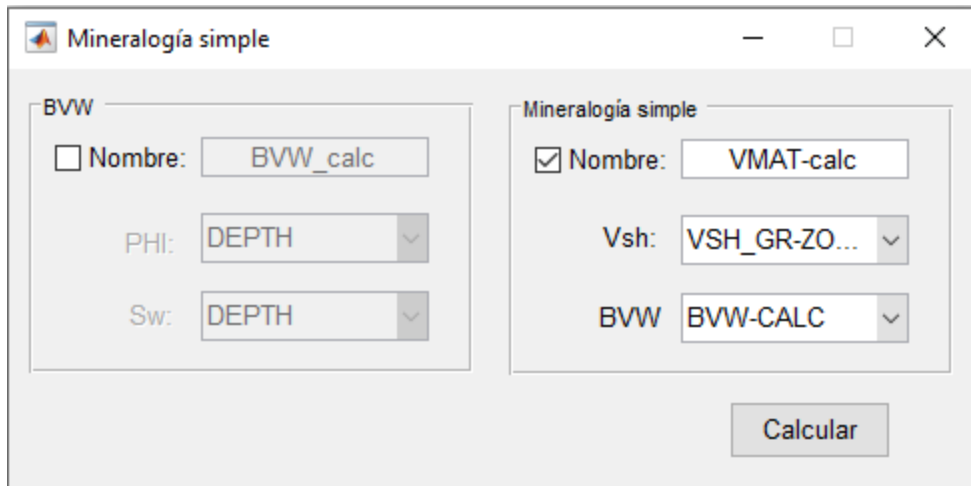 Mineralogía simple
BVW
Nombre: BVW_calc
PHI: DEPTH
Sw: DEPTH
Mineralogía simple
Nombre: VMAT-calc
Vsh: VSH_GR-ZO...
BVW BVW-CALC
Calcular